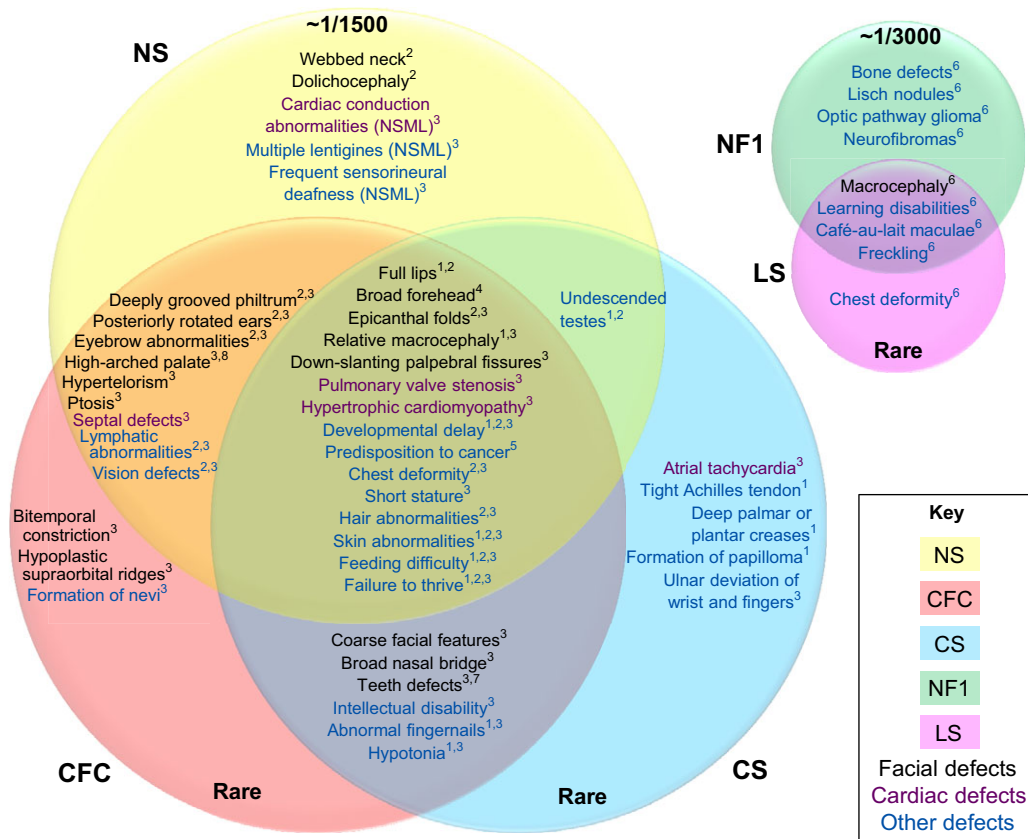 ~1/1500
NS
Webbed neck2
Dolichocephaly2
Cardiac conduction
abnormalities (NSML)3
Multiple lentigines (NSML)3
Frequent sensorineural
deafness (NSML)3
Deeply grooved philtrum2,3
Posteriorly rotated ears2,3
Eyebrow abnormalities2,3
High-arched palate3,8
Hypertelorism3
Ptosis3
Septal defects3
Lymphatic
abnormalities2,3
Vision defects2,3
Full lips1,2
Broad forehead4
Epicanthal folds2,3
Relative macrocephaly1,3
Down-slanting palpebral fissures3
Pulmonary valve stenosis3
Hypertrophic cardiomyopathy3
Developmental delay1,2,3
Predisposition to cancer5
Chest deformity2,3
Short stature3
Hair abnormalities2,3
Skin abnormalities1,2,3
Feeding difficulty1,2,3
Failure to thrive1,2,3
Undescended
testes1,2
Bitemporal
constriction3
Hypoplastic
supraorbital ridges3
Formation of nevi3
Atrial tachycardia3
Tight Achilles tendon1
Deep palmar or
plantar creases1
Formation of papilloma1
Ulnar deviation of
wrist and fingers3
Coarse facial features3
Broad nasal bridge3
Teeth defects3,7
Intellectual disability3
Abnormal fingernails1,3
Hypotonia1,3
CFC
Rare
Rare
CS
~1/3000
NF1
Bone defects6
Lisch nodules6
Optic pathway glioma6
Neurofibromas6
Macrocephaly6
Learning disabilities6
Café-au-lait maculae6
Freckling6
LS
Chest deformity6
Rare
Key
NS
CFC
CS
NF1
LS
Facial defects
Cardiac defects
Other defects